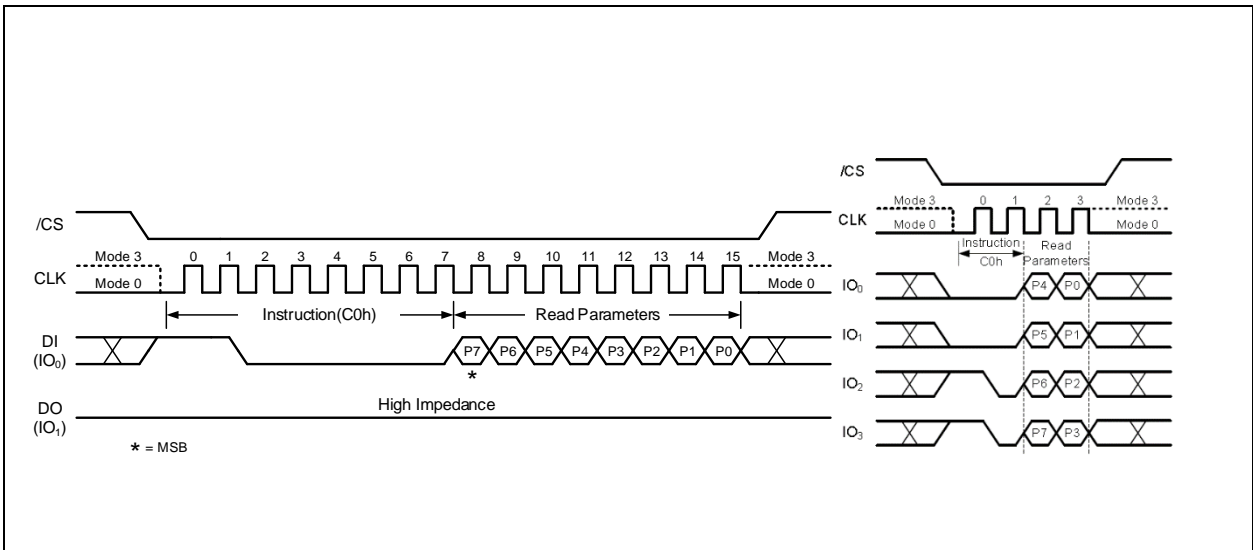 /CS
Mode 3 0 1 2 3 4 5 6 7 8 9 10 11 12 13 14 15 Mode 3
CLK Mode 0 Mode 0
Instruction(C0h) Read Parameters
DI
(IO₀) P7 P6 P5 P4 P3 P2 P1 P0
*
High Impedance
DO
(IO₁)
* = MSB
/CS
Mode 3 0 1 2 3 Mode 3
CLK Mode 0 Mode 0
Instruction Read
C0h Parameters
IO₀ P4 P0
IO₁ P5 P1
IO₂ P6 P2
IO₃ P7 P3